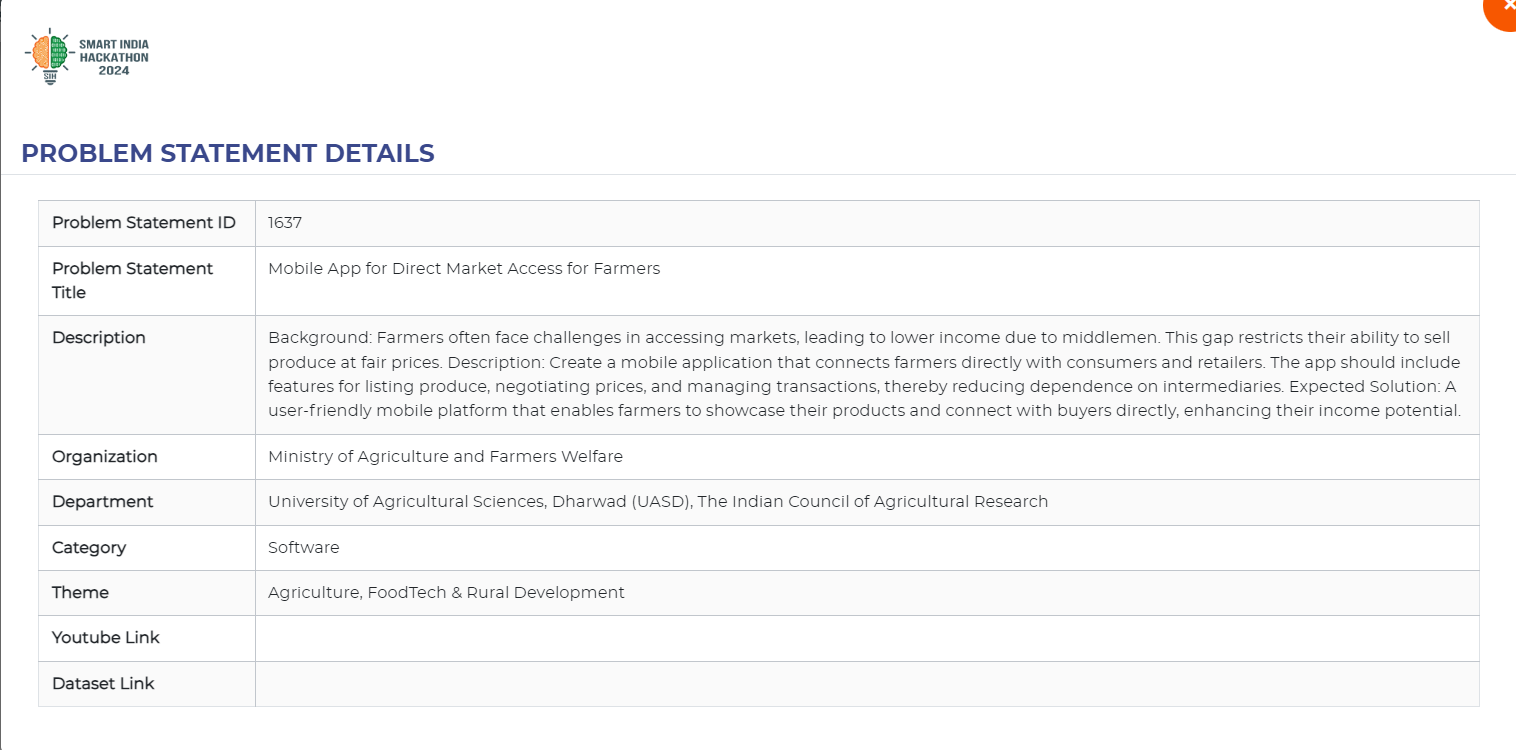 SMART INDIA
HACKATHON
2024
SIH
PROBLEM STATEMENT DETAILS
Problem Statement ID
1637
Problem Statement
Title
Mobile App for Direct Market Access for Farmers
Description
Background: Farmers often face challenges in accessing markets, leading to lower income due to middlemen. This gap restricts their ability to sell
produce at fair prices. Description: Create a mobile application that connects farmers directly with consumers and retailers. The app should include
features for listing produce, negotiating prices, and managing transactions, thereby reducing dependence on intermediaries. Expected Solution: A
user-friendly mobile platform that enables farmers to showcase their products and connect with buyers directly, enhancing their income potential.
Organization
Ministry of Agriculture and Farmers Welfare
Department
University of Agricultural Sciences, Dharwad (UASD), The Indian Council of Agricultural Research
Category
Software
Theme
Agriculture, FoodTech & Rural Development
Youtube Link
Dataset Link